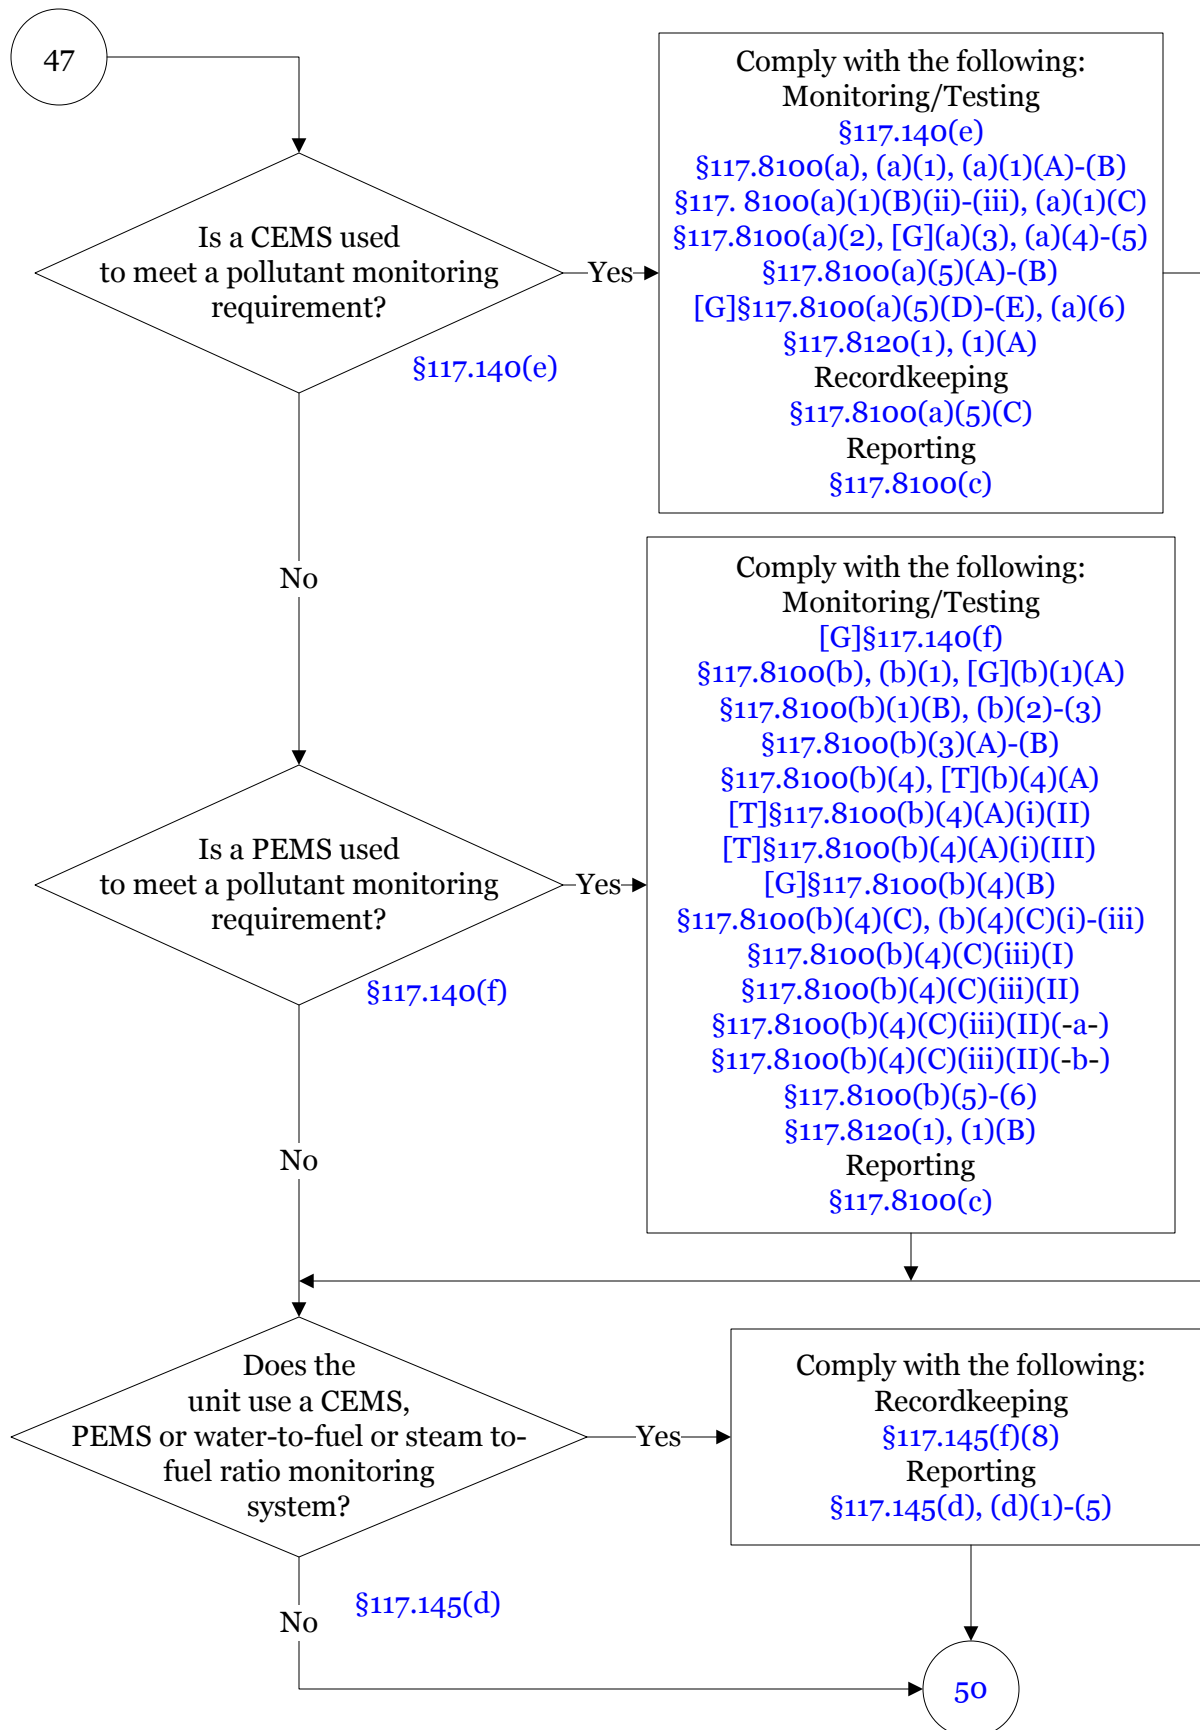 47
Is a CEMS used
to meet a pollutant monitoring
requirement?
Yes
§117.140(e)
No
Comply with the following:
Monitoring/Testing
§117.140(e)
§117.8100(a), (a)(1), (a)(1)(A)-(B)
§117. 8100(a)(1)(B)(ii)-(iii), (a)(1)(C)
§117.8100(a)(2), [G](a)(3), (a)(4)-(5)
§117.8100(a)(5)(A)-(B)
[G]§117.8100(a)(5)(D)-(E), (a)(6)
§117.8120(1), (1)(A)
Recordkeeping
§117.8100(a)(5)(C)
Reporting
§117.8100(c)
Is a PEMS used
to meet a pollutant monitoring
requirement?
Yes
§117.140(f)
No
Comply with the following:
Monitoring/Testing
[G]§117.140(f)
§117.8100(b), (b)(1), [G](b)(1)(A)
§117.8100(b)(1)(B), (b)(2)-(3)
§117.8100(b)(3)(A)-(B)
§117.8100(b)(4), [T](b)(4)(A)
[T]§117.8100(b)(4)(A)(i)(II)
[T]§117.8100(b)(4)(A)(i)(III)
[G]§117.8100(b)(4)(B)
§117.8100(b)(4)(C), (b)(4)(C)(i)-(iii)
§117.8100(b)(4)(C)(iii)(I)
§117.8100(b)(4)(C)(iii)(II)
§117.8100(b)(4)(C)(iii)(II)(-a-)
§117.8100(b)(4)(C)(iii)(II)(-b-)
§117.8100(b)(5)-(6)
§117.8120(1), (1)(B)
Reporting
§117.8100(c)
Does the
unit use a CEMS,
PEMS or water-to-fuel or steam to-
fuel ratio monitoring
system?
Yes
§117.145(d)
No
Comply with the following:
Recordkeeping
§117.145(f)(8)
Reporting
§117.145(d), (d)(1)-(5)
50